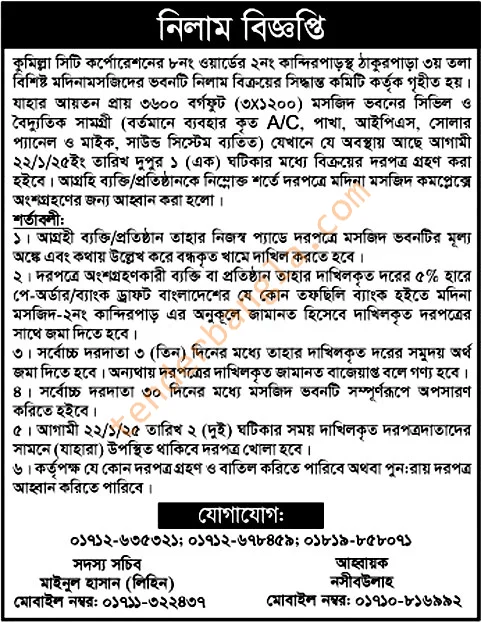 নিলাম বিজ্ঞপ্তি
কুমিল্লা সিটি কর্পোরেশনের ৮নং ওয়ার্ডের ২নং কান্দিরপাড়স্থ ঠাকুরপাড়া ৩য় তলা
বিশিষ্ট মদিনামসজিদের ভবনটি নিলাম বিক্রয়ের সিদ্ধান্ত কমিটি কর্তৃক গৃহীত হয়।
যাহার আয়তন প্রায় ৩৬০০ বর্গফুট (৩X১২০০) মসজিদ ভবনের সিভিল ও
বৈদ্যুতিক সামগ্রী (বর্তমানে ব্যবহার কৃত A/C, পাখা, আইপিএস, সোলার
প্যানেল ও মাইক, সাউন্ড সিস্টেম ব্যতিত) যেখানে যে অবস্থায় আছে আগামী
২২/১/২৫ইং তারিখ দুপুর ১ (এক) ঘটিকার মধ্যে বিক্রয়ের দরপত্র গ্রহণ করা
হইবে। আগ্রহি ব্যক্তি/প্রতিষ্ঠানকে নিম্নোক্ত শর্তে দরপত্রে মদিনা মসজিদ কমপ্লেক্সে
অংশগ্রহণের জন্য আহ্বান করা হলো।
শর্তাবলী:
১। আগ্রহী ব্যক্তি/প্রতিষ্ঠান তাহার নিজস্ব প্যাডে দরপত্রে মসজিদ ভবনটির মূল্য
অঙ্কে এবং কথায় উল্লেখ করে বন্ধকৃত খামে দাখিল করতে হবে।
২। দরপত্রে অংশগ্রহণকারী ব্যক্তি বা প্রতিষ্ঠান তাহার দাখিলকৃত দরের ৫% হারে
পে-অর্ডার/ব্যাংক ড্রাফট বাংলাদেশের যে কোন তফছিলি ব্যাংক হইতে মদিনা
মসজিদ-২নং কান্দিরপাড় এর অনুকূলে জামানত হিসেবে দাখিলকৃত দরপত্রের
সাথে জমা দিতে হবে।
৩। সর্বোচ্চ দরদাতা ৩ (তিন) দিনের মধ্যে তাহার দাখিলকৃত দরের সমুদয় অর্থ
জমা দিতে হবে। অন্যথায় দরপত্রের দাখিলকৃত জামানত বাজেয়াপ্ত বলে গণ্য হবে।
৪। সর্বোচ্চ দরদাতা ৩০ দিনের মধ্যে মসজিদ ভবনটি সম্পূর্ণরূপে অপসারণ
করিতে হইবে।
৫। আগামী ২২/১/২৫ তারিখ ২ (দুই) ঘটিকার সময় দাখিলকৃত দরপত্রদাতাদের
সামনে (যাহারা) উপস্থিত থাকিবে দরপত্র খোলা হবে।
৬। কর্তৃপক্ষ যে কোন দরপত্র গ্রহণ ও বাতিল করিতে পারিবে অথবা পুন:রায় দরপত্র
আহ্বান করিতে পারিবে।
যোগাযোগ:
০১৭১২-৬৩৫৩২১; ০১৭১২-৬৭৮৪৫৯; ০১৮১৯-৮৫৮০৭১
সদস্য সচিব
মাইনুল হাসান (লিহিন)
মোবাইল নম্বর: ০১৭১১-৩২২৪৩৭
আহ্বায়ক
নসীবউলাহ
মোবাইল নম্বর: ০১৭১০-৮১৬৯৯২
tenderbangla.com